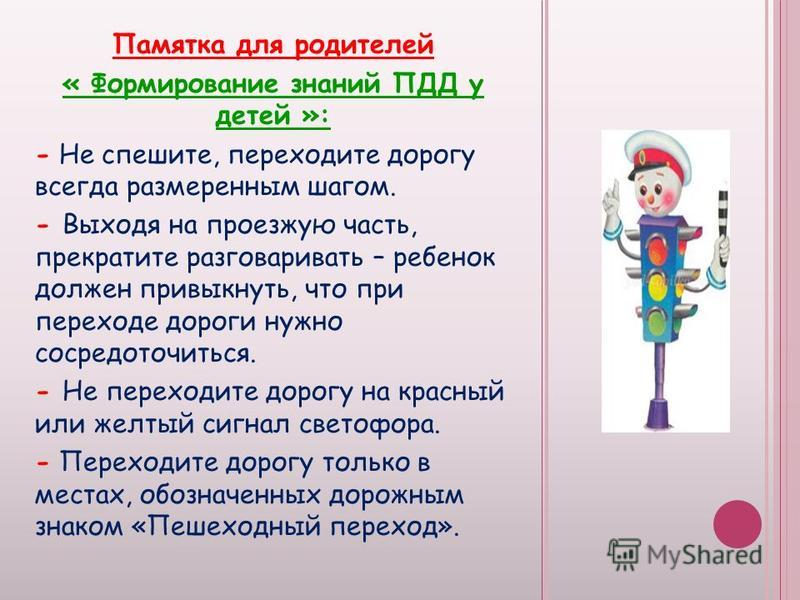 Памятка для родителей
« Формирование знаний ПДД у
детей »:
- Не спешите, переходите дорогу
всегда размеренным шагом.
- Выходя на проезжую часть,
прекратите разговаривать – ребенок
должен привыкнуть, что при
переходе дороги нужно
сосредоточиться.
- Не переходите дорогу на красный
или желтый сигнал светофора.
- Переходите дорогу только в
местах, обозначенных дорожным
знаком «Пешеходный переход».
MyShared